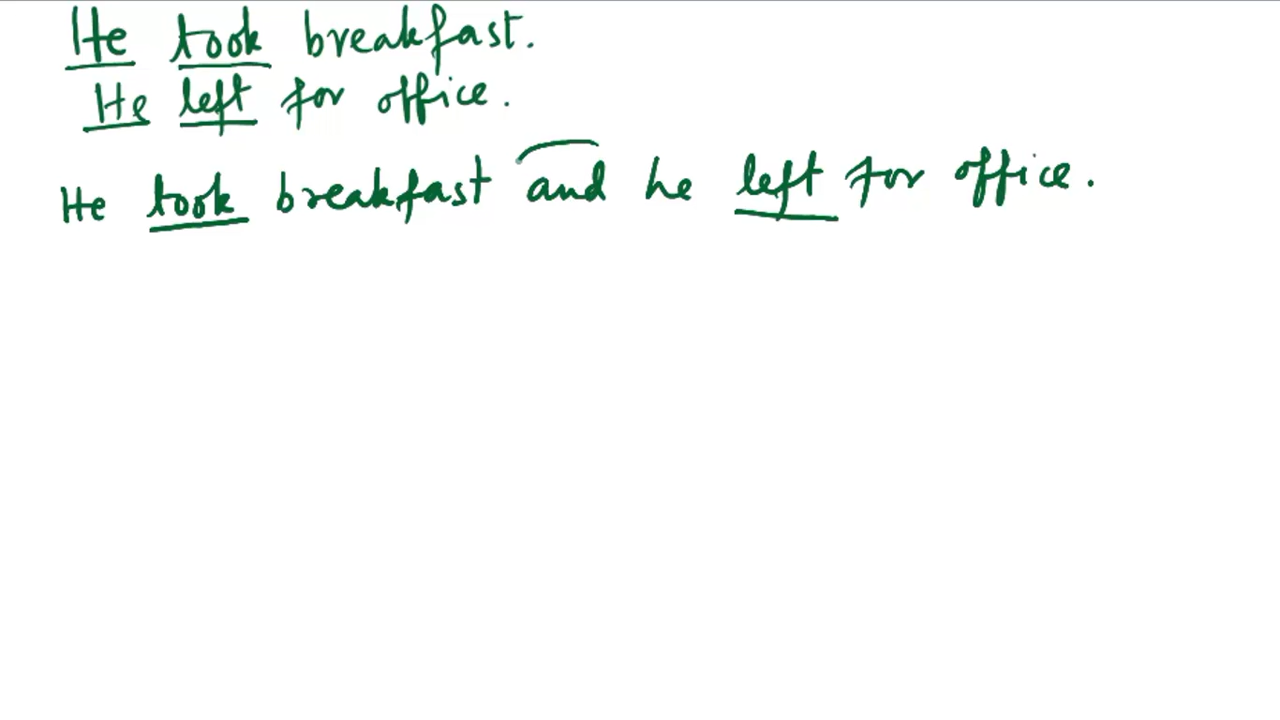 He took breakfast.
He left for office.
He took breakfast and he left for office.